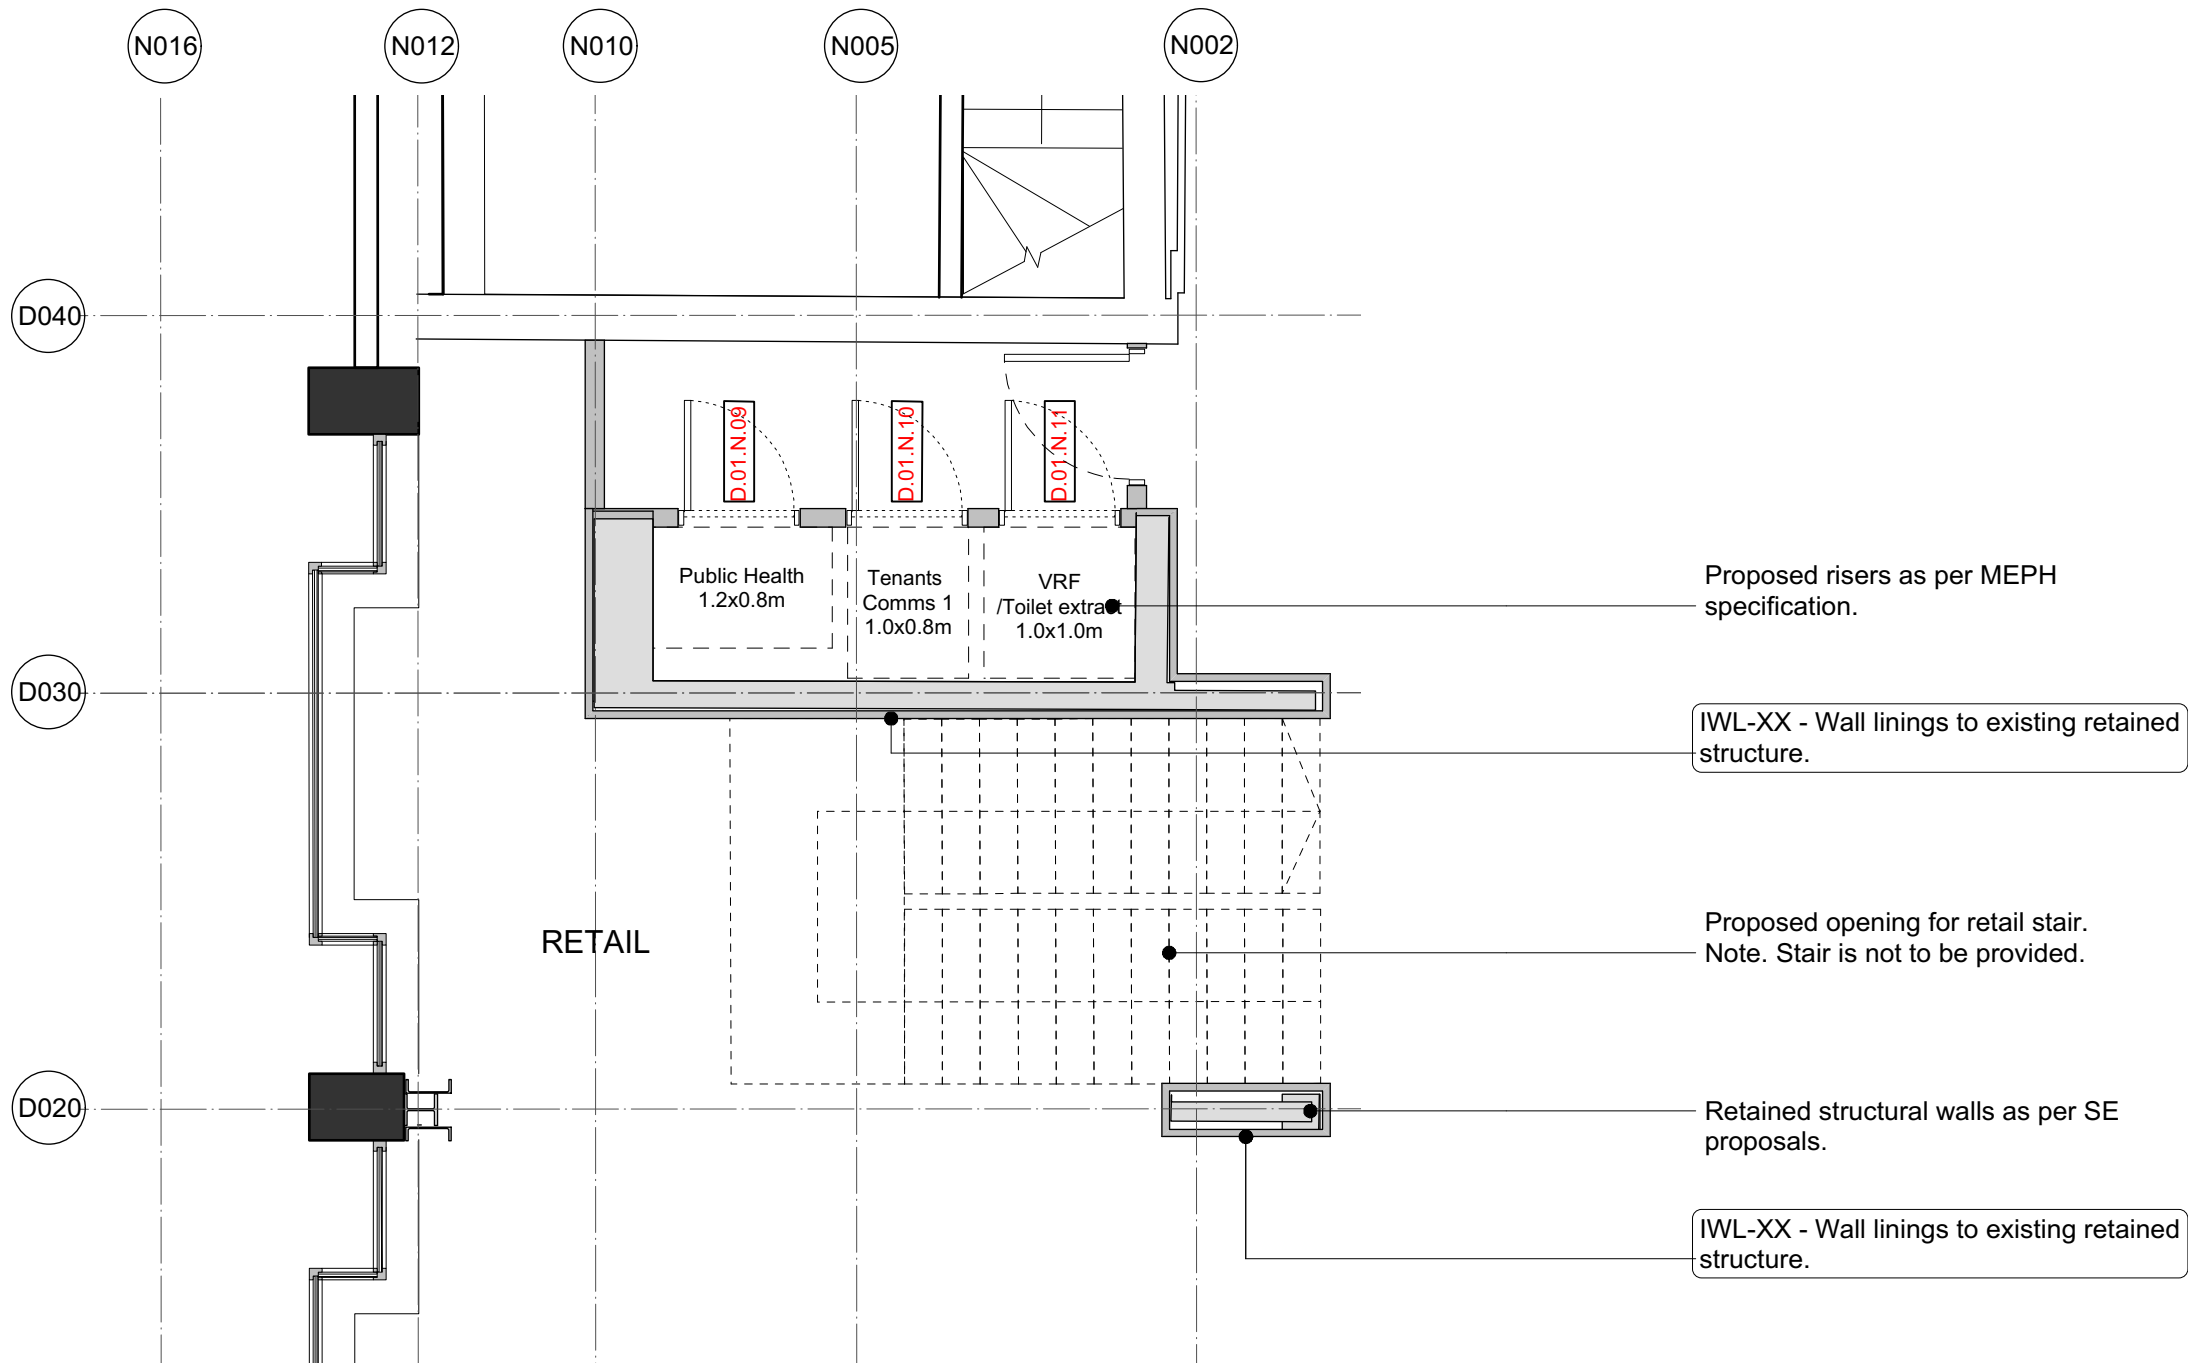 N016
N012
N010
N005
N002
D040
D.01.N.09
D.01.N.10
D.01.N.11
Public Health
1.2x0.8m
Tenants
Comms 1
1.0x0.8m
VRF
/Toilet extract
1.0x1.0m
Proposed risers as per MEPH
specification.
D030
IWL-XX - Wall linings to existing retained
structure.
RETAIL
Proposed opening for retail stair.
Note. Stair is not to be provided.
D020
Retained structural walls as per SE
proposals.
IWL-XX - Wall linings to existing retained
structure.